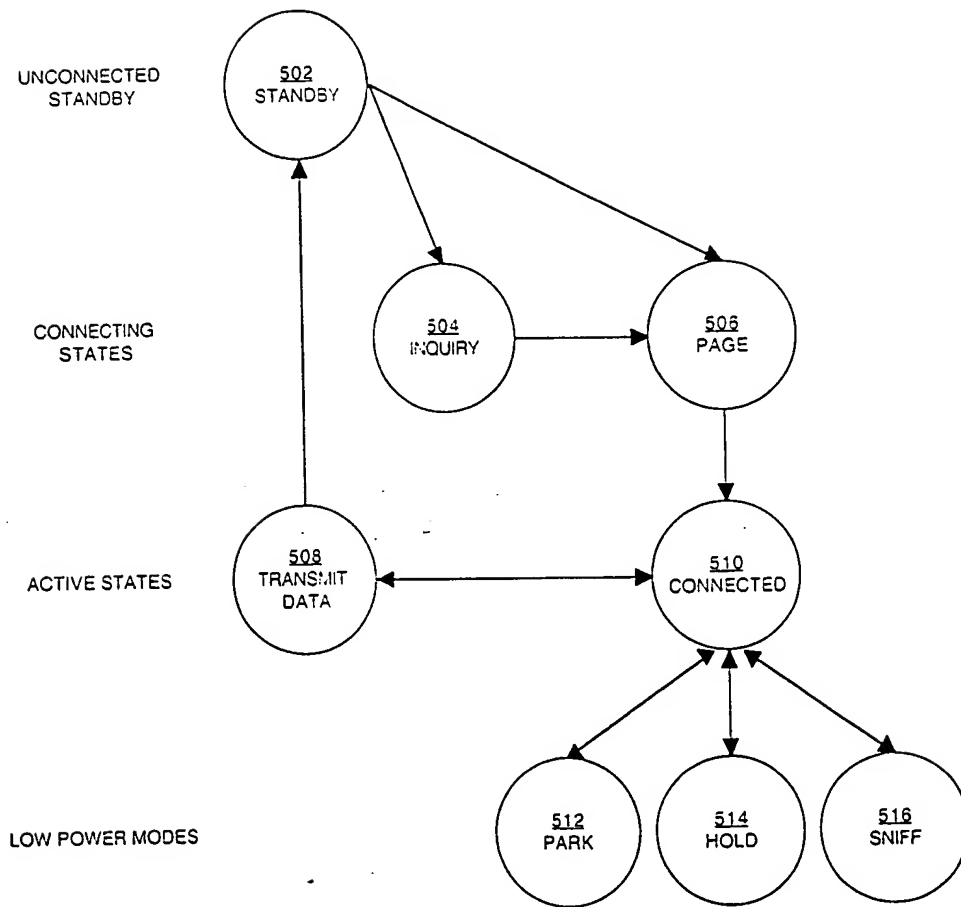 UNCONNECTED
STANDBY
502
STANDBY
CONNECTING
STATES
504
INQUIRY
506
PAGE
ACTIVE STATES
508
TRANSMIT
DATA
510
CONNECTED
LOW POWER MODES
512
PARK
514
HOLD
516
SNIFF